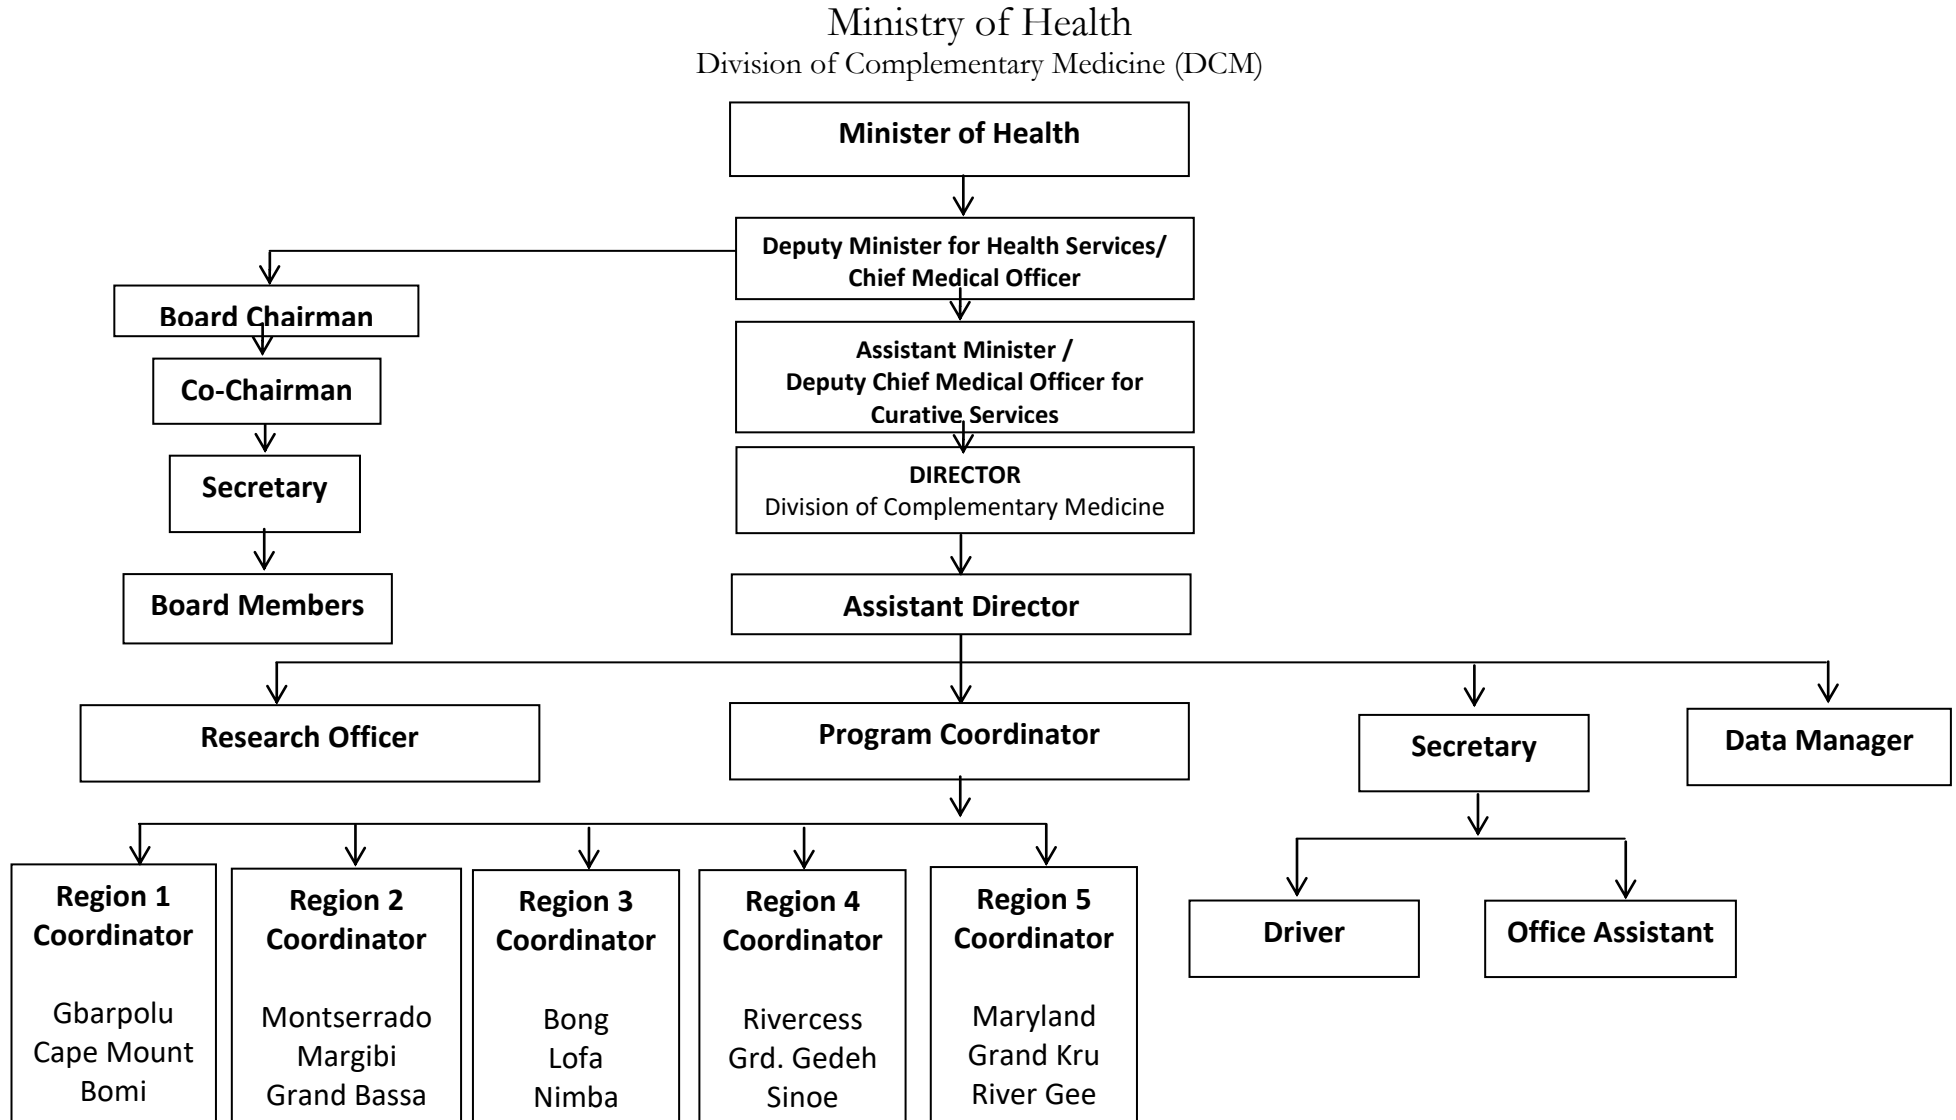 Ministry of Health
Division of Complementary Medicine (DCM)
Minister of Health
Deputy Minister for Health Services/
Chief Medical Officer
Board Chairman
Co-Chairman
Secretary
Board Members
Assistant Minister /
Deputy Chief Medical Officer for
Curative Services
DIRECTOR
Division of Complementary Medicine
Assistant Director
Research Officer
Program Coordinator
Secretary
Data Manager
Region 1
Coordinator
Gbarpolu
Cape Mount
Bomi
Region 2
Coordinator
Montserrado
Margibi
Grand Bassa
Region 3
Coordinator
Bong
Lofa
Nimba
Region 4
Coordinator
Rivercess
Grd. Gedeh
Sinoe
Region 5
Coordinator
Maryland
Grand Kru
River Gee
Driver
Office Assistant